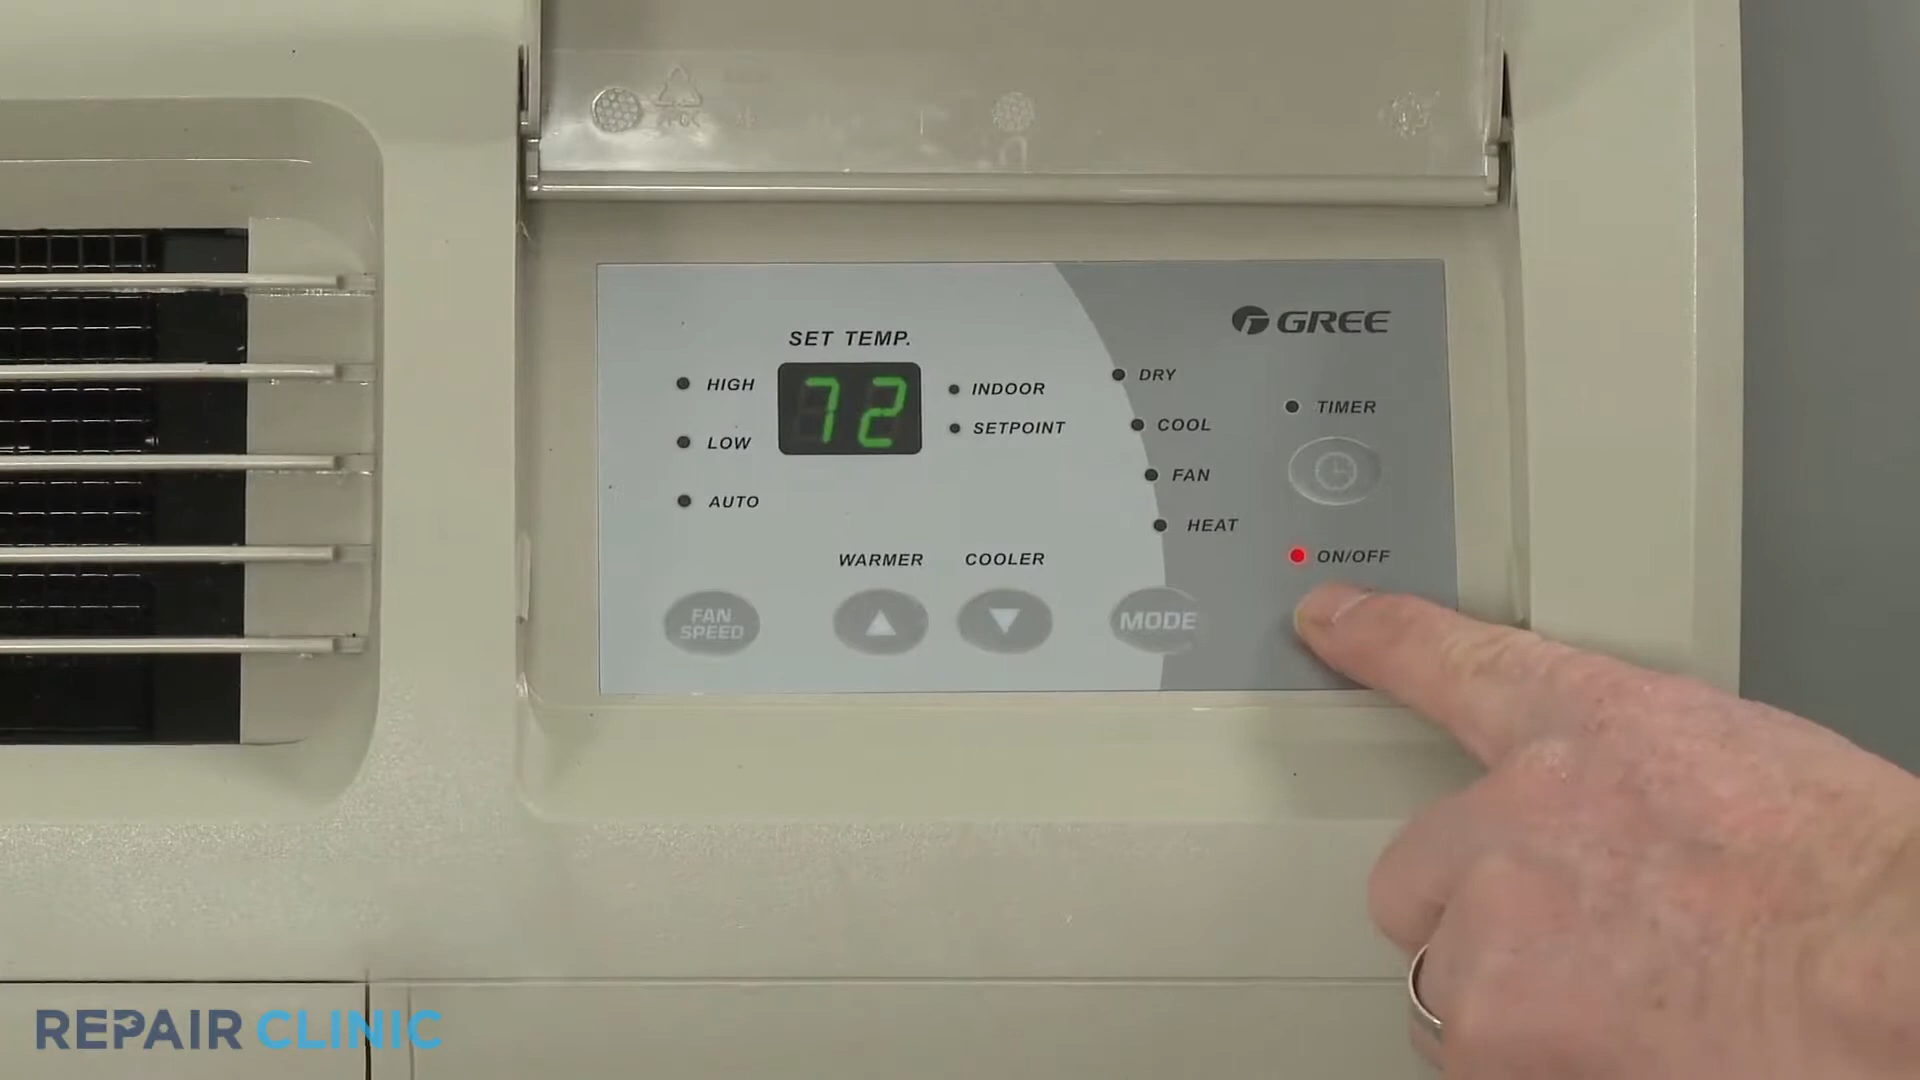 GREE
SET TEMP.
HIGH
72
INDOOR
DRY
TIMER
LOW
SETPOINT
COOL
AUTO
FAN
HEAT
WARMER
COOLER
ON/OFF
FAN
SPEED
MODE
REPAIR CLINIC